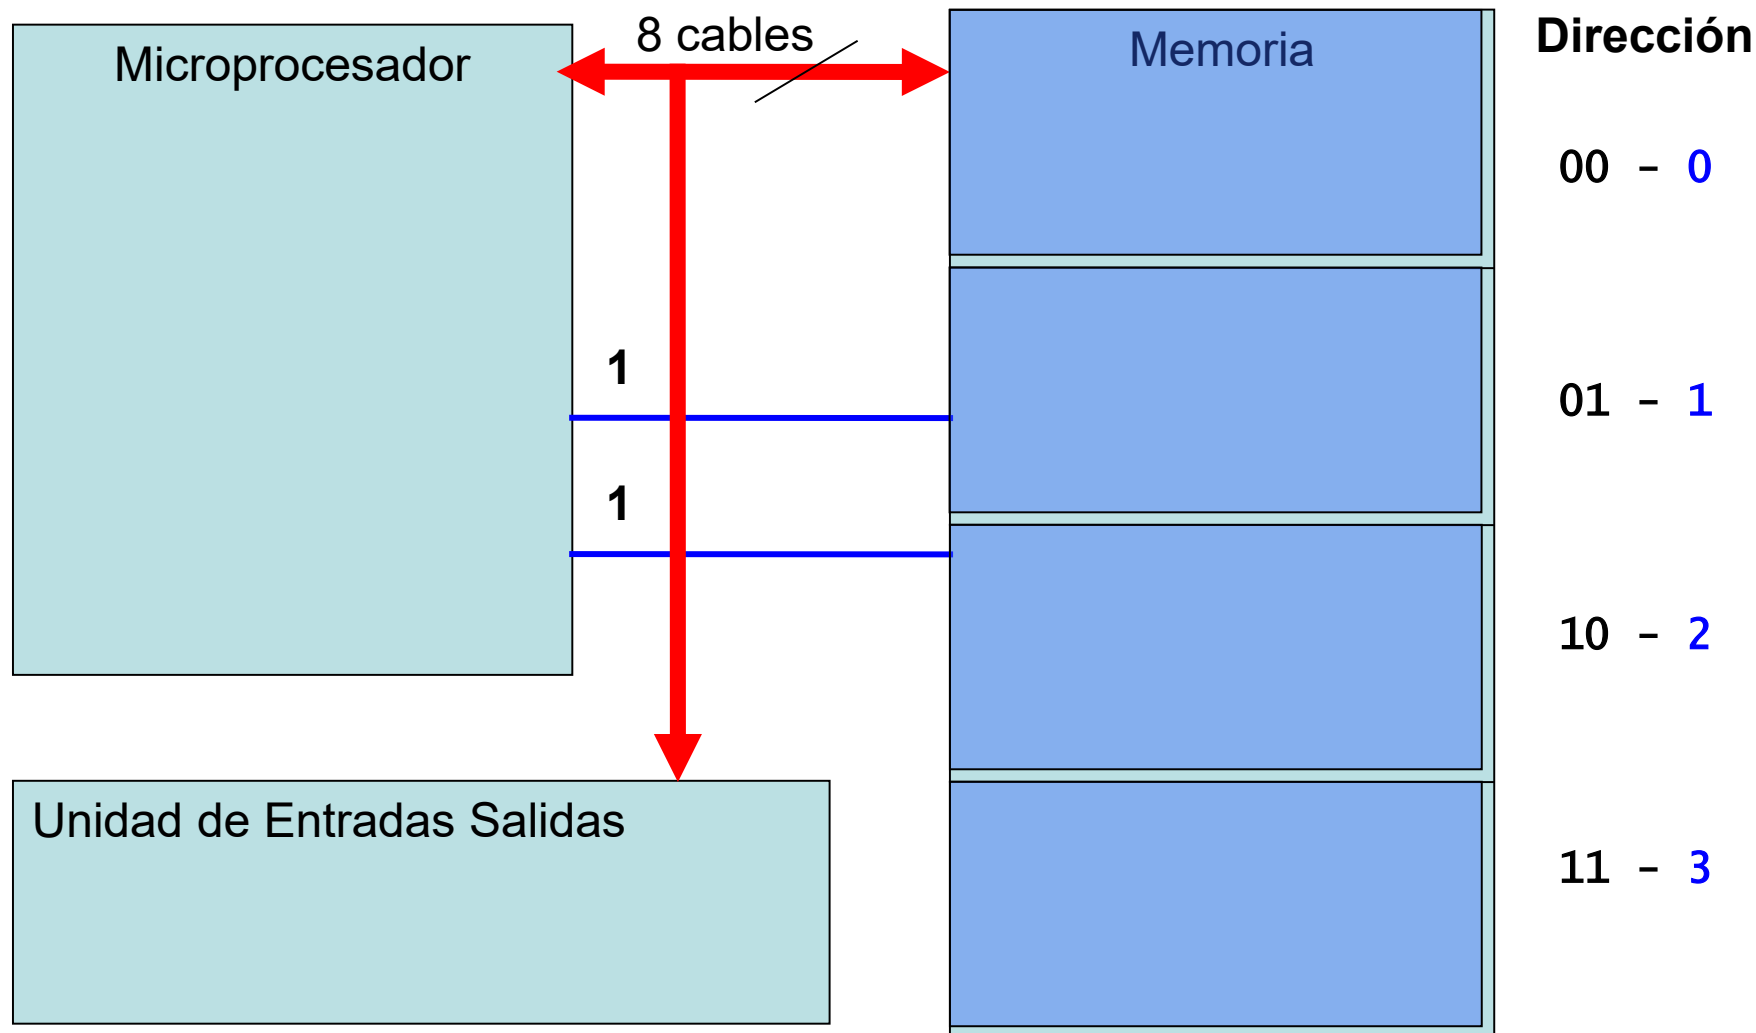 Microprocesador
8 cables
Memoria
Dirección
00 - 0
1
01 - 1
1
10 - 2
Unidad de Entradas Salidas
11 - 3